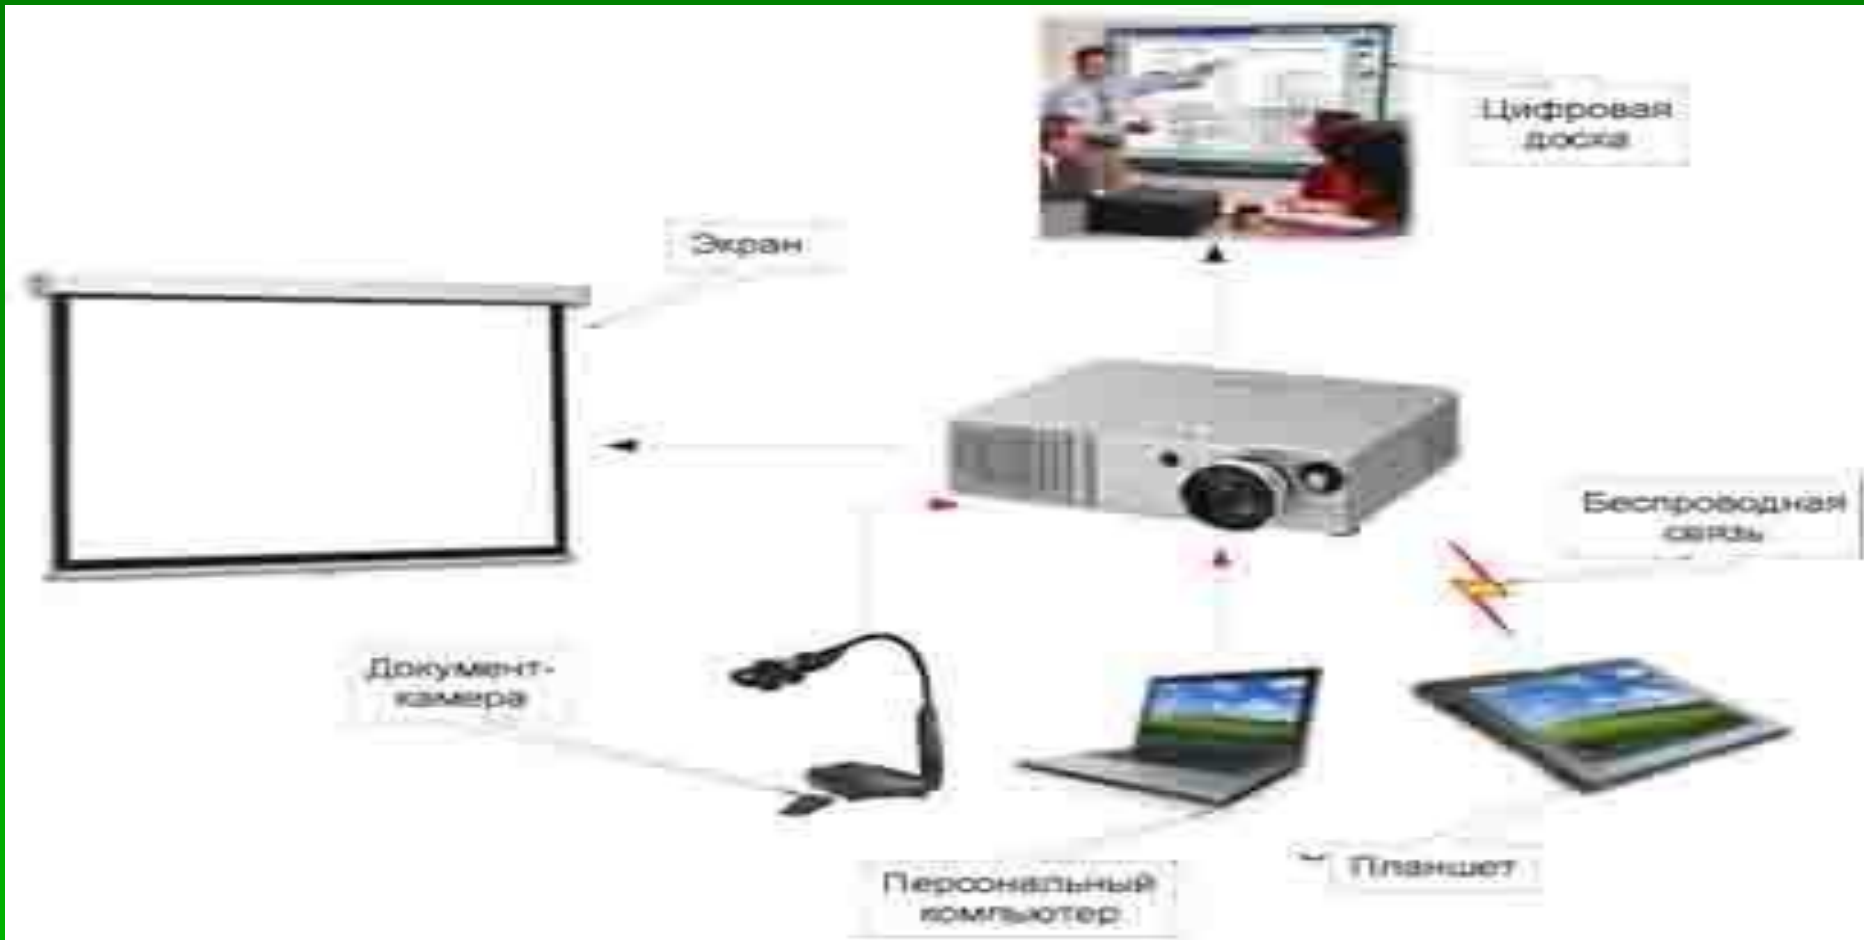 Цифровая
доска
Экран
Беспроводная
связь
Документ-
камера
Персональный
компьютер
Планшет